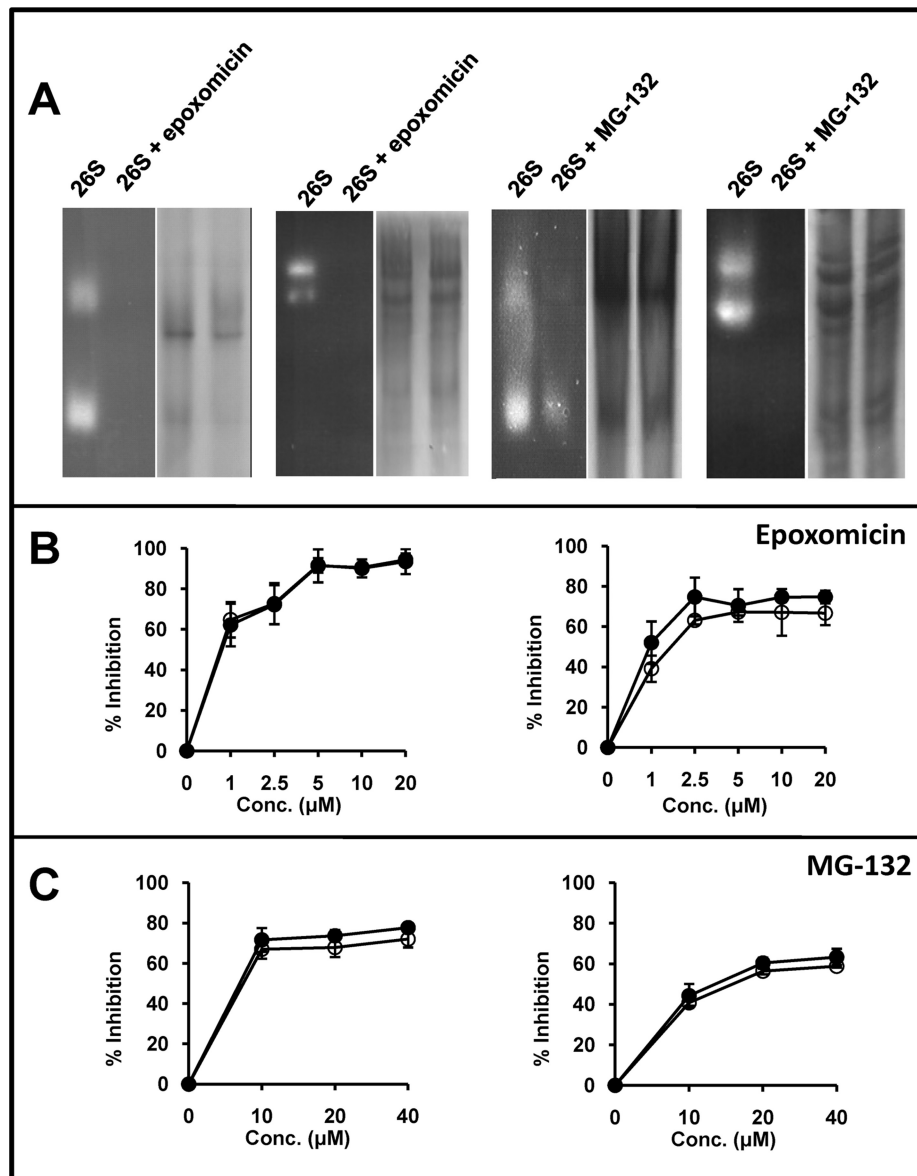 A
26S
26S + epoxomicin
26S
26S + epoxomicin
26S
26S + MG-132
26S
26S + MG-132
B
Epoxomicin
% Inhibition
100
80
60
40
20
0
0 1 2.5 5 10 20
Conc. (µM)
% Inhibition
100
80
60
40
20
0
0 1 2.5 5 10 20
Conc. (µM)
C
MG-132
% Inhibition
100
80
60
40
20
0
0 10 20 40
Conc. (µM)
% Inhibition
100
80
60
40
20
0
0 10 20 40
Conc. (µM)